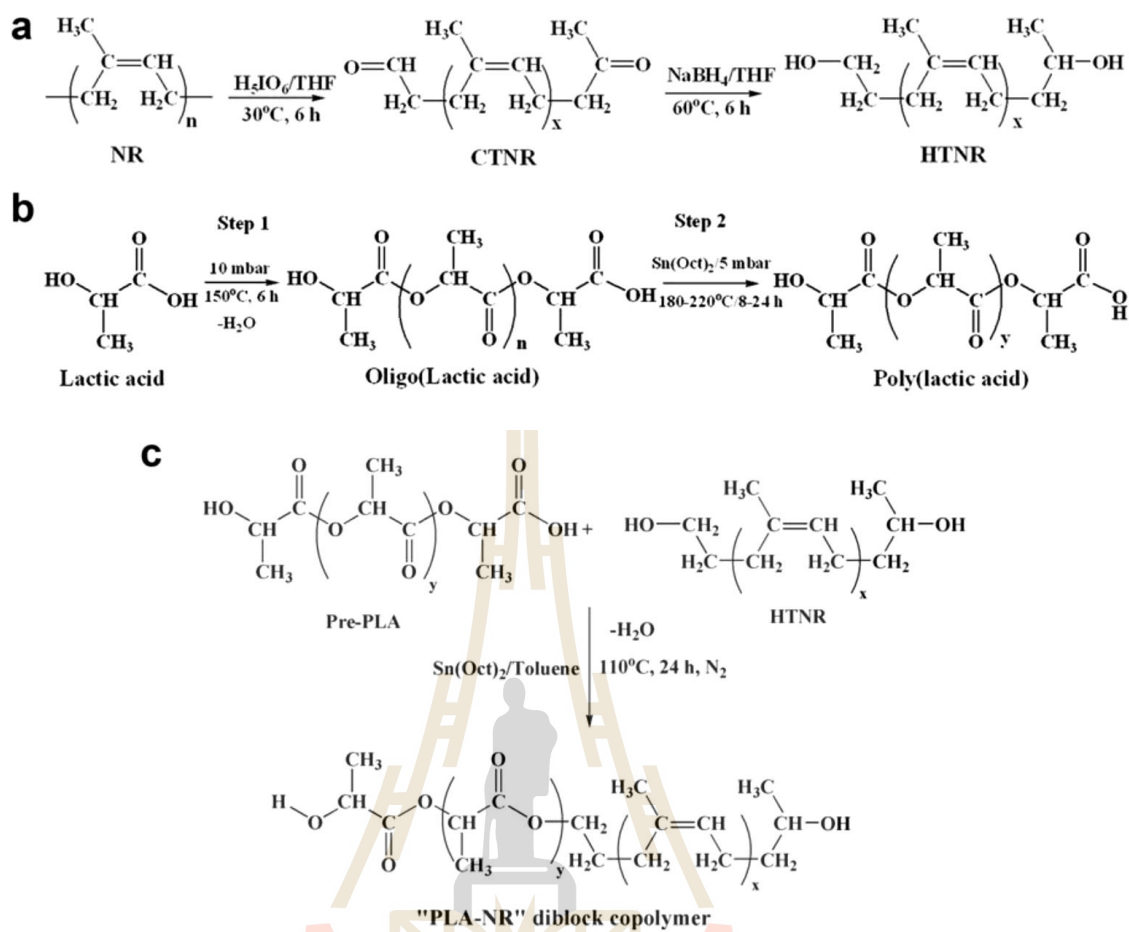 a
H₃C
C=CH
CH₂ H₂C
n
NR
H₅IO₆/THF
30°C, 6 h
H₃C H₃C
O=CH C=CH C=O
H₂C CH₂ H₂C CH₂
x
CTNR
NaBH₄/THF
60°C, 6 h
H₃C H₃C
HO CH₂ C=CH CH–OH
H₂C CH₂ H₂C CH₂
x
HTNR
b
O
HO C
CH OH
CH₃
Lactic acid
Step 1
10 mbar
150°C, 6 h
-H₂O
O CH₃ O
HO C CH O C
CH O C CH OH
CH₃ O n CH₃
Oligo(Lactic acid)
Step 2
Sn(Oct)₂/5 mbar
180-220°C/8-24 h
O CH₃ O
HO C CH O C O
CH O C CH H
CH₃ O y CH₃
Poly(lactic acid)
c
O CH₃ O
HO C CH O C
CH O C CH OH +
CH₃ O y CH₃
Pre-PLA
H₃C H₃C
HO–CH₂ C=CH CH–OH
H₂C CH₂ H₂C CH₂
x
HTNR
-H₂O
Sn(Oct)₂/Toluene 110°C, 24 h, N₂
CH₃ O H₃C H₃C
H CH O C
O C CH O–CH₂ C=CH CH–OH
O CH₃ y H₂C CH₂ H₂C CH₂
x
"PLA-NR" diblock copolymer